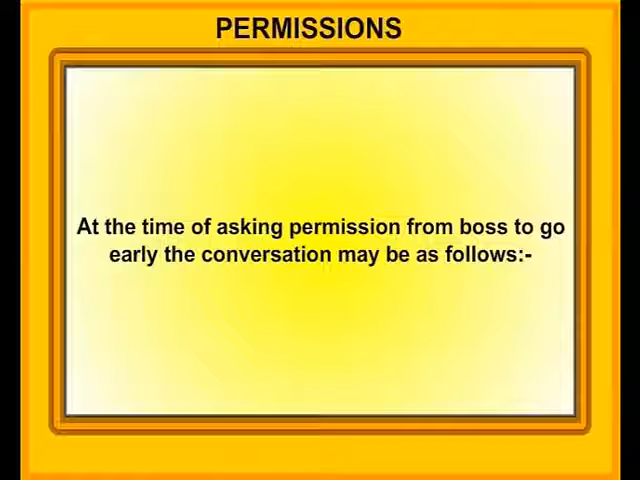 PERMISSIONS
At the time of asking permission from boss to go
early the conversation may be as follows:-